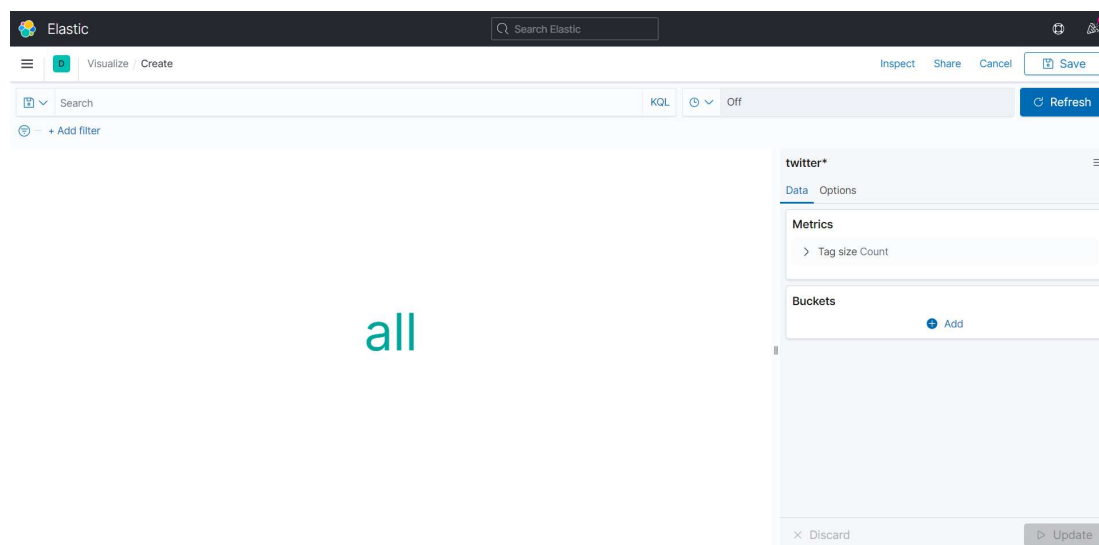 Elastic
Search Elastic
D
Visualize / Create
Inspect Share Cancel Save
Search
KQL
Off
Refresh
+ Add filter
twitter*
Data Options
Metrics
Tag size Count
Buckets
Add
all
Discard
Update